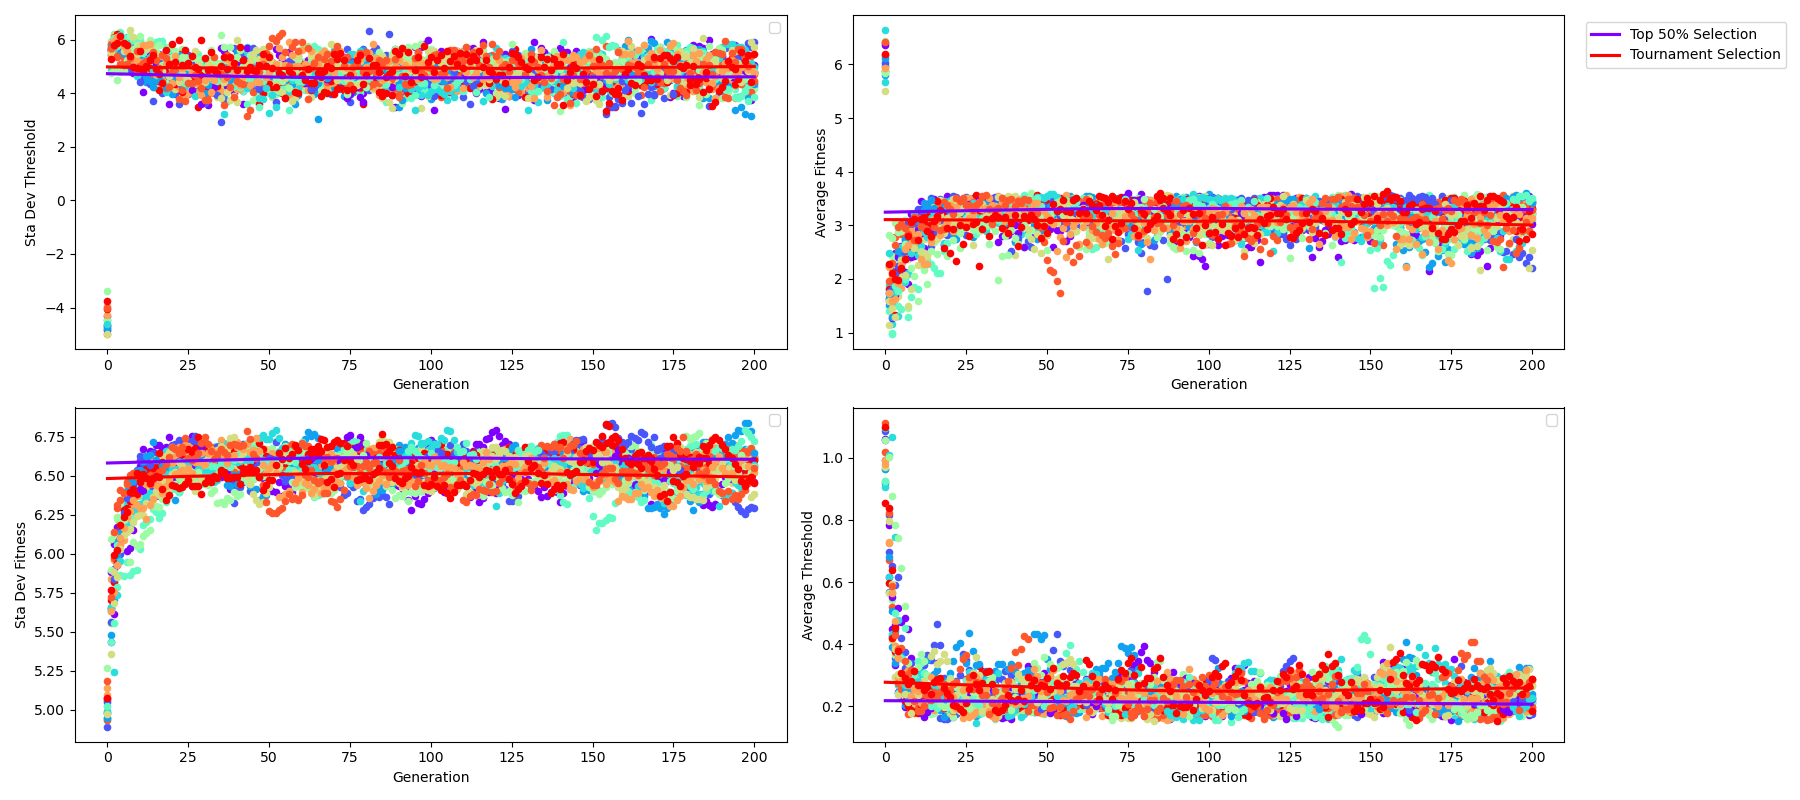 Sta Dev Threshold
6
4
2
0
−2
−4
0 25 50 75 100 125 150 175 200
Generation
Average Fitness
6
5
4
3
2
1
0 25 50 75 100 125 150 175 200
Generation
Top 50% Selection
Tournament Selection
Sta Dev Fitness
6.75
6.50
6.25
6.00
5.75
5.50
5.25
5.00
0 25 50 75 100 125 150 175 200
Generation
Average Threshold
1.0
0.8
0.6
0.4
0.2
0 25 50 75 100 125 150 175 200
Generation